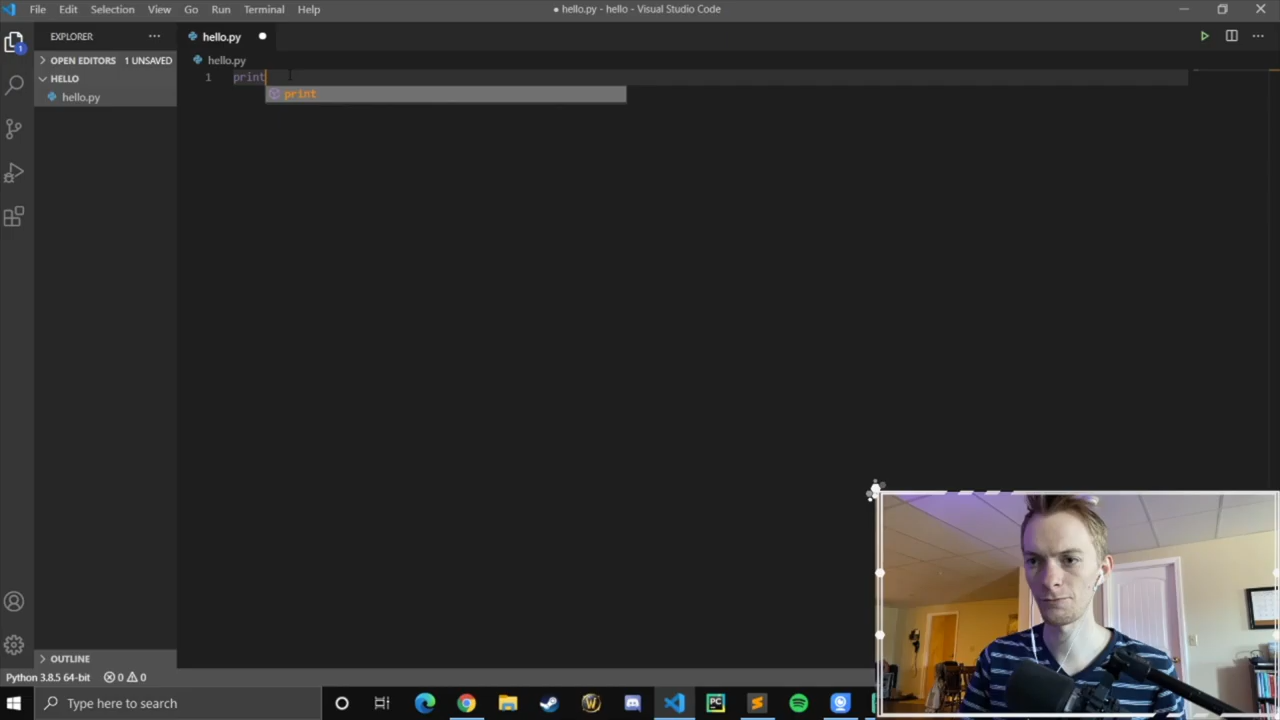 File Edit Selection View Go Run Terminal Help
● hello.py - hello - Visual Studio Code
EXPLORER
hello.py
1
OPEN EDITORS 1 UNSAVED
hello.py
HELLO
1 print
hello.py
print
OUTLINE
Python 3.8.5 64-bit 0 0
Type here to search
PC